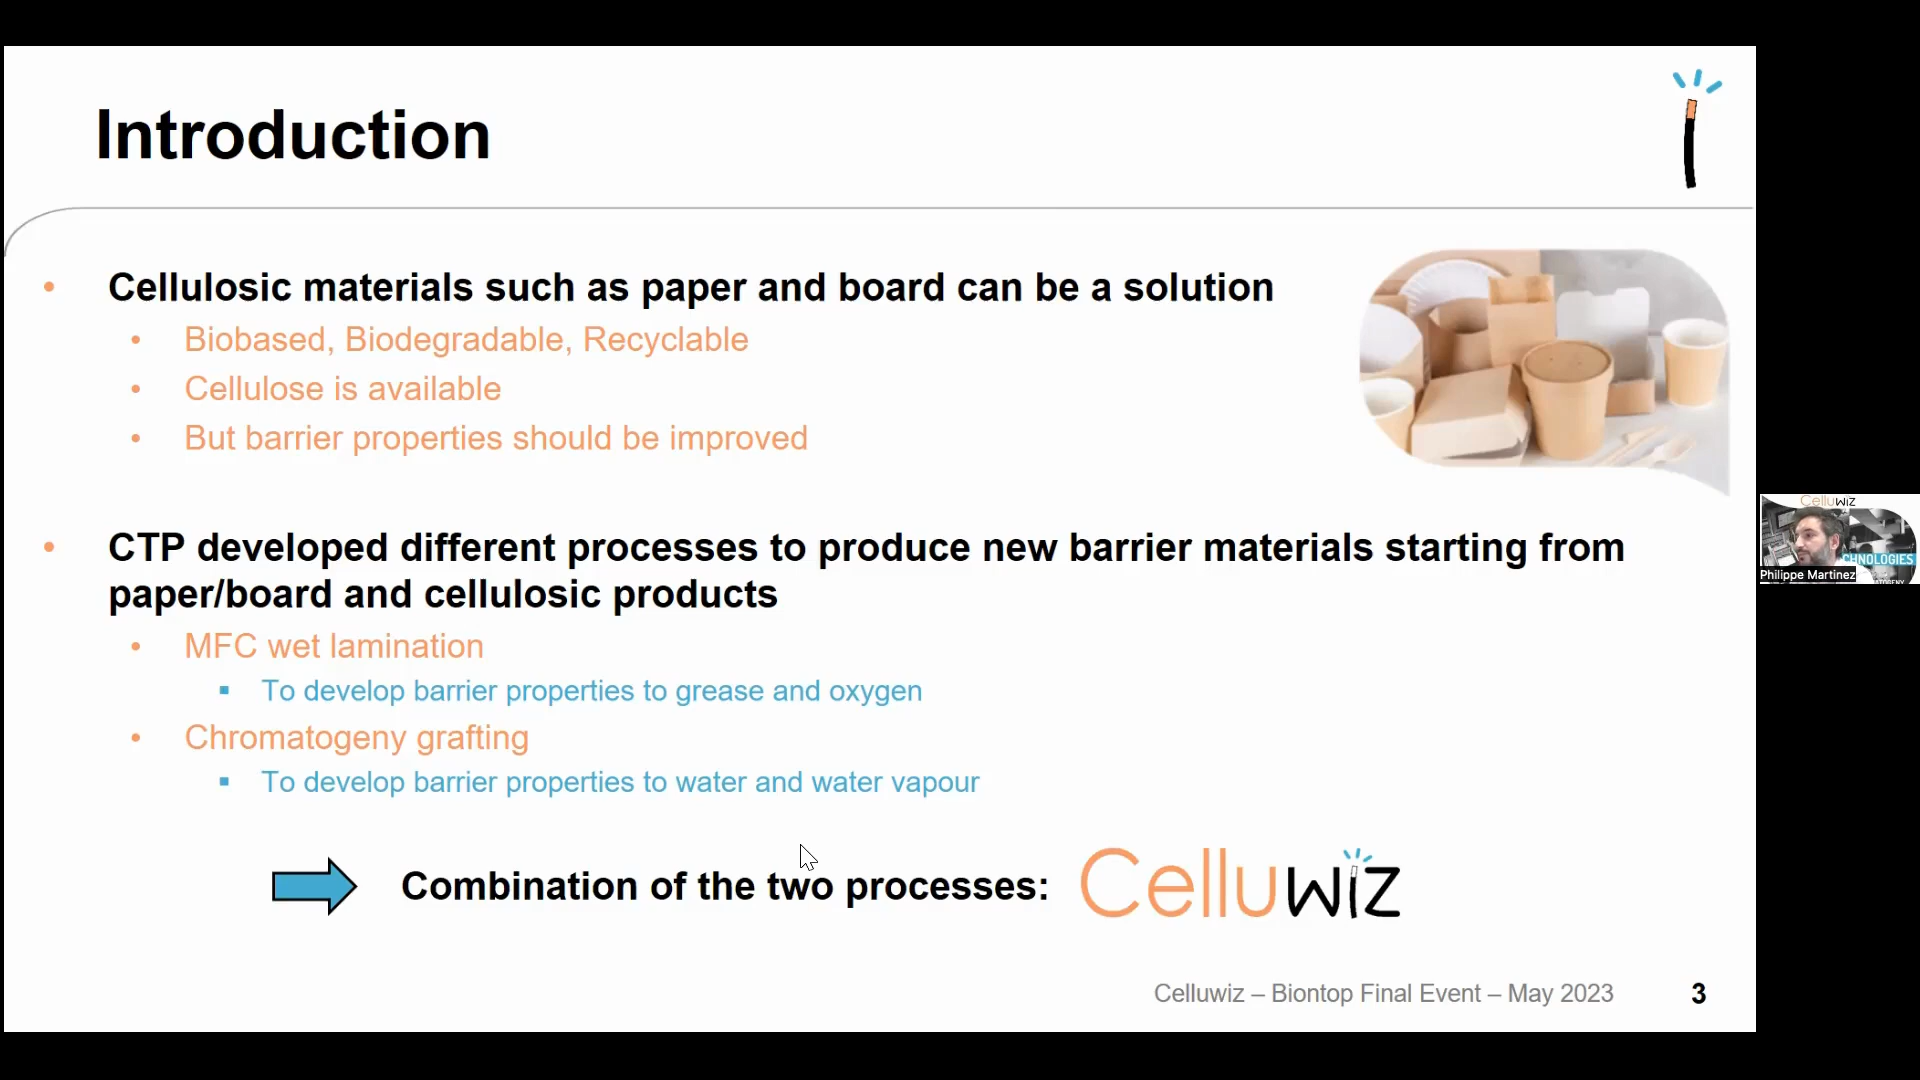 Introduction
Cellulosic materials such as paper and board can be a solution
Biobased, Biodegradable, Recyclable
Cellulose is available
But barrier properties should be improved
CTP developed different processes to produce new barrier materials starting from
paper/board and cellulosic products
MFC wet lamination
To develop barrier properties to grease and oxygen
Chromatogeny grafting
To develop barrier properties to water and water vapour
Combination of the two processes: Celluwiz
Celluwiz – Biontop Final Event – May 2023 3
Celluwiz
CHNOLOGIES
Philippe Martinez